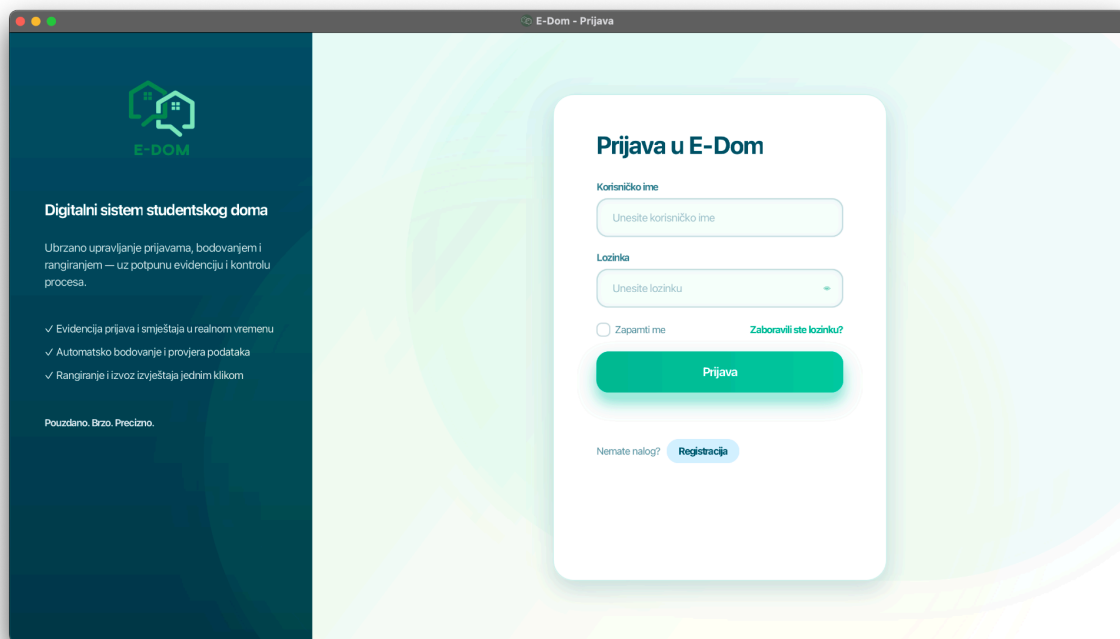 E-Dom - Prijava
E-DOM
Digitalni sistem studentskog doma
Ubrzano upravljanje prijavama, bodovanjem i
rangiranjem — uz potpunu evidenciju i kontrolu
procesa.
✓ Evidencija prijava i smještaja u realnom vremenu
✓ Automatsko bodovanje i provjera podataka
✓ Rangiranje i izvoz izvještaja jednim klikom
Pouzdano. Brzo. Precizno.
Prijava u E-Dom
Korisničko ime
Unesite korisničko ime
Lozinka
Unesite lozinku
Zapamti me
Zaboravili ste lozinku?
Prijava
Nemate nalog?
Registracija